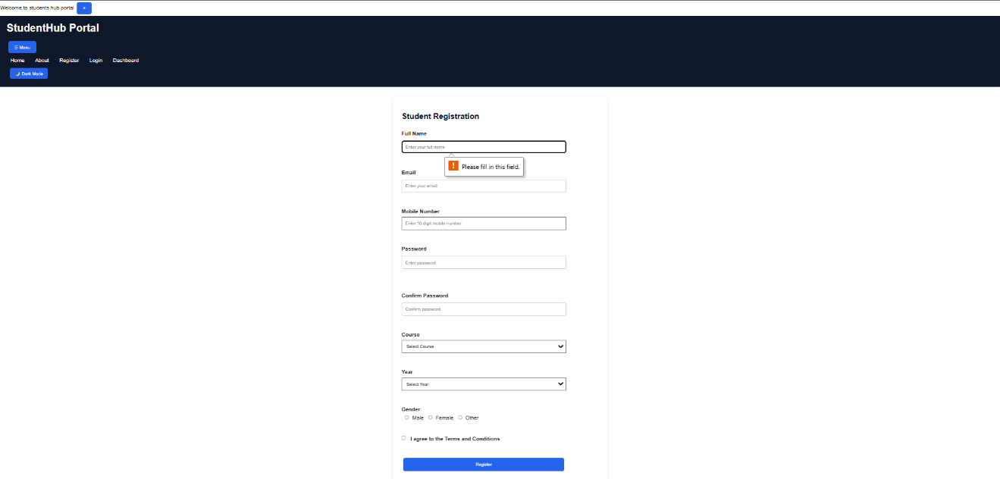 Welcome to students hub portal ×
StudentHub Portal
☰ Menu
Home About Register Login Dashboard
🌙 Dark Mode
Student Registration
Full Name
Enter your full name
! Please fill in this field.
Email
Enter your email
Mobile Number
Enter 10 digit mobile number
Password
Enter password
Confirm Password
Confirm password
Course
Select Course
Year
Select Year
Gender
Male Female Other
I agree to the Terms and Conditions
Register